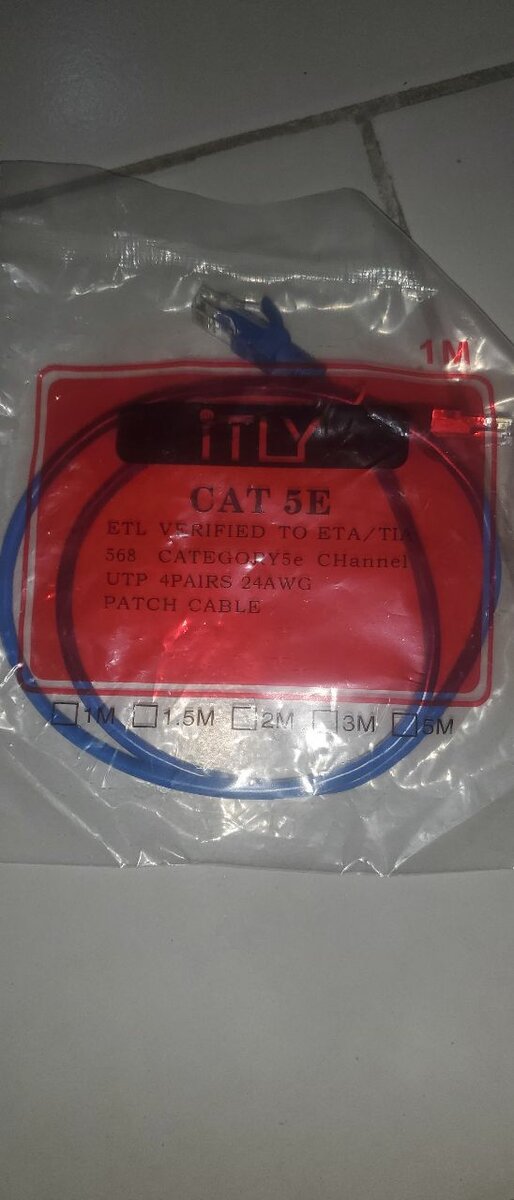 1M
iTLY
CAT 5E
ETL VERIFIED TO ETA/TIA
568 CATEGORY5e CHannel
UTP 4PAIRS 24AWG
PATCH CABLE
1M 1.5M 2M 3M 5M